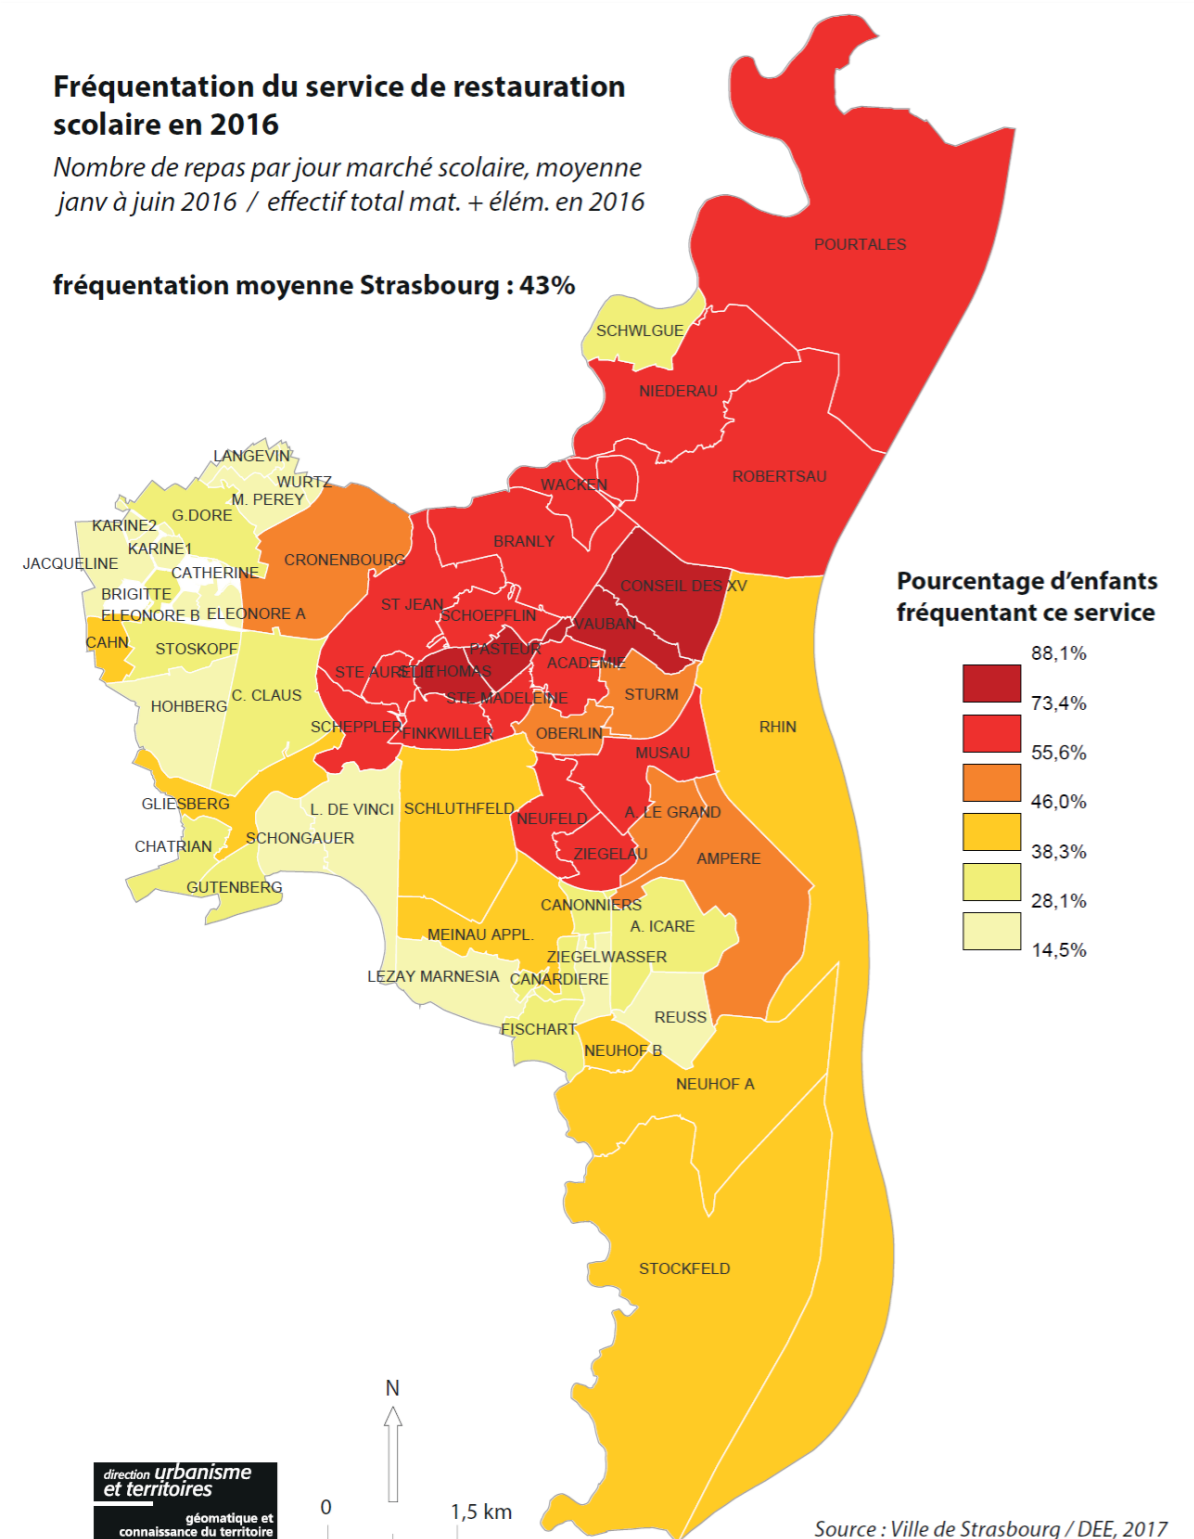 Fréquentation du service de restauration
scolaire en 2016
Nombre de repas par jour marché scolaire, moyenne
janv à juin 2016 / effectif total mat. + élém. en 2016
fréquentation moyenne Strasbourg : 43%
POURTALES
SCHWLGUE
NIEDERAU
ROBERTSAU
WACKEN
LANGEVIN
WURTZ
M. PEREY
G.DORE
KARINE2
KARINE1
JACQUELINE
CATHERINE
BRIGITTE
ELEONORE B
ELEONORE A
CRONENBOURG
BRANLY
CONSEIL DES XV
ST JEAN
SCHOEPFLIN
VAUBAN
CAHN
STOSKOPF
PASTEUR
ACADEMIE
STE AURELIE
ST THOMAS
STE MADELEINE
STURM
C. CLAUS
HOHBERG
SCHEPPLER
FINKWILLER
OBERLIN
RHIN
MUSAU
GLIESBERG
L. DE VINCI
SCHLUTHFELD
NEUFELD
A. LE GRAND
CHATRIAN
SCHONGAUER
ZIEGELAU
AMPERE
GUTENBERG
CANONNIERS
A. ICARE
MEINAU APPL.
ZIEGELWASSER
LEZAY MARNESIA
CANARDIERE
REUSS
FISCHART
NEUHOF B
NEUHOF A
STOCKFELD
Pourcentage d’enfants
fréquentant ce service
88,1%
73,4%
55,6%
46,0%
38,3%
28,1%
14,5%
N
0
1,5 km
direction urbanisme
et territoires
géomatique et
connaissance du territoire
Source : Ville de Strasbourg / DEE, 2017